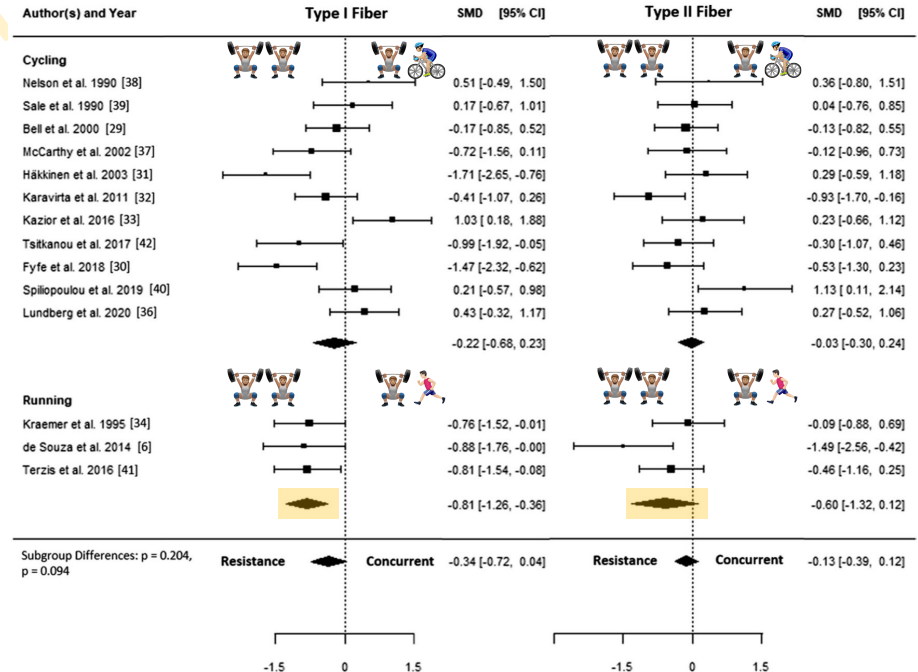 Author(s) and Year Type I Fiber SMD [95% CI] Type II Fiber SMD [95% CI]
Cycling
Nelson et al. 1990 [38] 0.51 [-0.49, 1.50] 0.36 [-0.80, 1.51]
Sale et al. 1990 [39] 0.17 [-0.67, 1.01] 0.04 [-0.76, 0.85]
Bell et al. 2000 [29] -0.17 [-0.85, 0.52] -0.13 [-0.82, 0.55]
McCarthy et al. 2002 [37] -0.72 [-1.56, 0.11] -0.12 [-0.96, 0.73]
Häkkinen et al. 2003 [31] -1.71 [-2.65, -0.76] 0.29 [-0.59, 1.18]
Karavirta et al. 2011 [32] -0.41 [-1.07, 0.26] -0.93 [-1.70, -0.16]
Kazior et al. 2016 [33] 1.03 [ 0.18, 1.88] 0.23 [-0.66, 1.12]
Tsitkanou et al. 2017 [42] -0.99 [-1.92, -0.05] -0.30 [-1.07, 0.46]
Fyfe et al. 2018 [30] -1.47 [-2.32, -0.62] -0.53 [-1.30, 0.23]
Spiliopoulou et al. 2019 [40] 0.21 [-0.57, 0.98] 1.13 [ 0.11, 2.14]
Lundberg et al. 2020 [36] 0.43 [-0.32, 1.17] 0.27 [-0.52, 1.06]
-0.22 [-0.68, 0.23] -0.03 [-0.30, 0.24]
Running
Kraemer et al. 1995 [34] -0.76 [-1.52, -0.01] -0.09 [-0.88, 0.69]
de Souza et al. 2014 [6] -0.88 [-1.76, -0.00] -1.49 [-2.56, -0.42]
Terzis et al. 2016 [41] -0.81 [-1.54, -0.08] -0.46 [-1.16, 0.25]
-0.81 [-1.26, -0.36] -0.60 [-1.32, 0.12]
Subgroup Differences: p = 0.204,
p = 0.094
Resistance Concurrent -0.34 [-0.72, 0.04] Resistance Concurrent -0.13 [-0.39, 0.12]
-1.5 0 1.5 -1.5 0 1.5